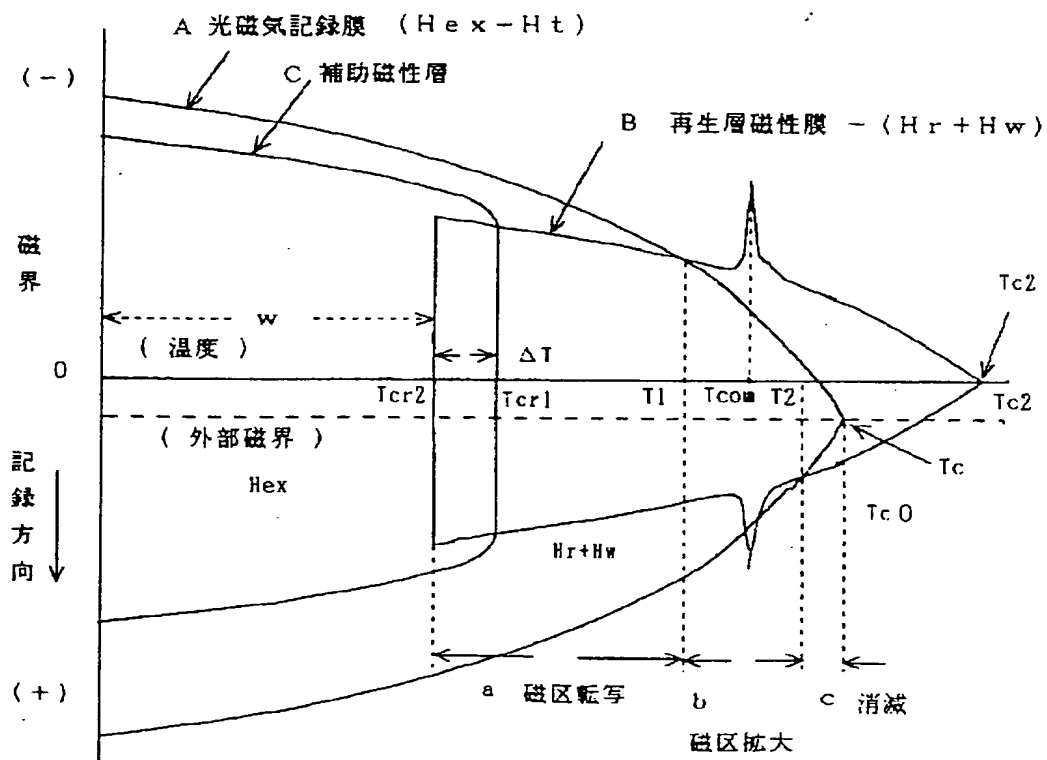 A 光磁気記録膜 (Hex−Ht)
(−)
C 補助磁性層
B 再生層磁性膜 −(Hr+Hw)
磁界
Tc2
w
(温度)
ΔT
0
Tcr2
Tcr1
T1
Tcom
T2
Tc2
(外部磁界)
Hex
Tc
記録方向
Tc0
Hr+Hw
(+)
a 磁区転写
b
c 消滅
磁区拡大